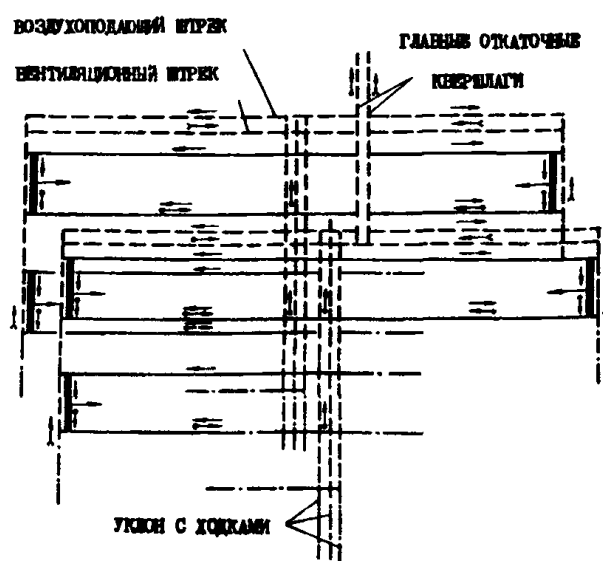 ВОЗДУХОПОДАЮЩИЙ ШТРЕК
ВЕНТИЛЯЦИОННЫЙ ШТРЕК
ГЛАВНЫЕ ОТКАТОЧНЫЕ
КВЕРШЛАГИ
УКЛОН С ХОДКАМИ